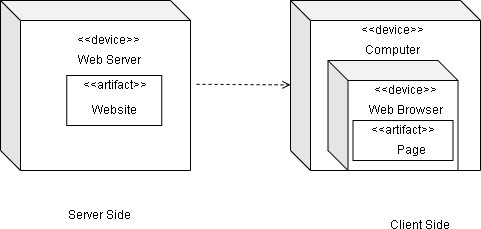 <<device>>
Web Server
<<artifact>>
Website
<<device>>
Computer
<<device>>
Web Browser
<<artifact>>
Page
Server Side
Client Side